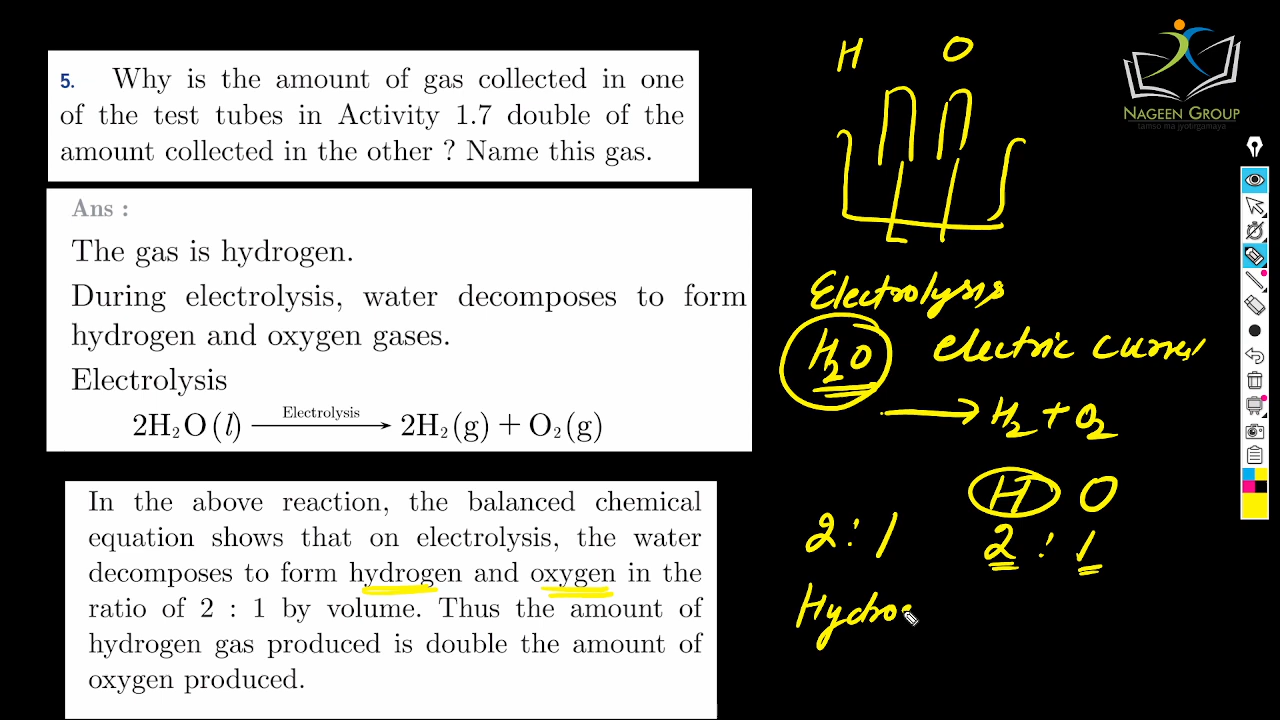 5. Why is the amount of gas collected in one
of the test tubes in Activity 1.7 double of the
amount collected in the other ? Name this gas.
Ans :
The gas is hydrogen.
During electrolysis, water decomposes to form
hydrogen and oxygen gases.
Electrolysis
2H₂O(l) ⟶ 2H₂(g) + O₂(g)
Electrolysis
In the above reaction, the balanced chemical
equation shows that on electrolysis, the water
decomposes to form hydrogen and oxygen in the
ratio of 2 : 1 by volume. Thus the amount of
hydrogen gas produced is double the amount of
oxygen produced.
H O
Electrolysis
H₂O electric current
→ H₂ + O₂
H O
2 : 1 2 : 1
Hydro
NAGEEN GROUP
tamso ma jyotirgamaya